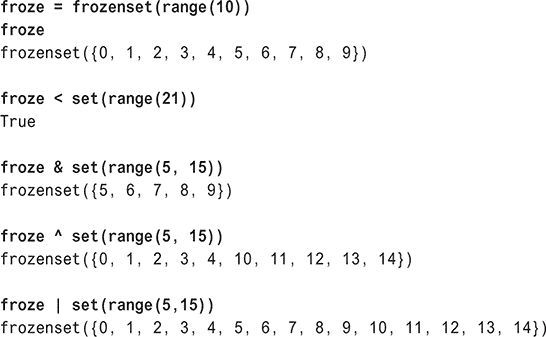 froze = frozenset(range(10))
froze
frozenset({0, 1, 2, 3, 4, 5, 6, 7, 8, 9})
froze < set(range(21))
True
froze & set(range(5, 15))
frozenset({5, 6, 7, 8, 9})
froze ^ set(range(5, 15))
frozenset({0, 1, 2, 3, 4, 10, 11, 12, 13, 14})
froze | set(range(5,15))
frozenset({0, 1, 2, 3, 4, 5, 6, 7, 8, 9, 10, 11, 12, 13, 14})